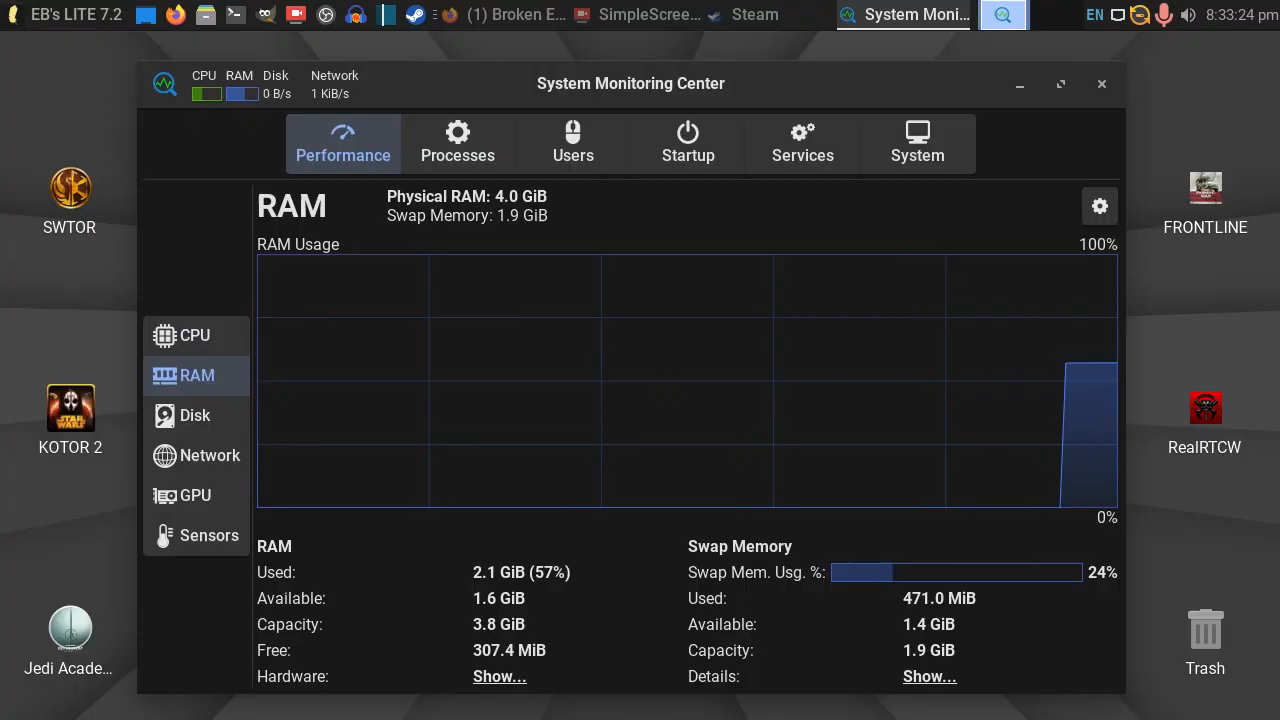 EB's LITE 7.2
(1) Broken E...
SimpleScree...
Steam
System Moni...
EN
8:33:24 pm
CPU RAM Disk Network
0 B/s 1 KiB/s
System Monitoring Center
Performance
Processes
Users
Startup
Services
System
SWTOR
KOTOR 2
STAR WARS
Jedi Acade...
FRONTLINE
RealRTCW
Trash
CPU
RAM
Disk
Network
GPU
Sensors
RAM
Physical RAM: 4.0 GiB
Swap Memory: 1.9 GiB
RAM Usage 100%
0%
RAM
Used: 2.1 GiB (57%)
Available: 1.6 GiB
Capacity: 3.8 GiB
Free: 307.4 MiB
Hardware: Show...
Swap Memory
Swap Mem. Usg. %: 24%
Used: 471.0 MiB
Available: 1.4 GiB
Capacity: 1.9 GiB
Details: Show...